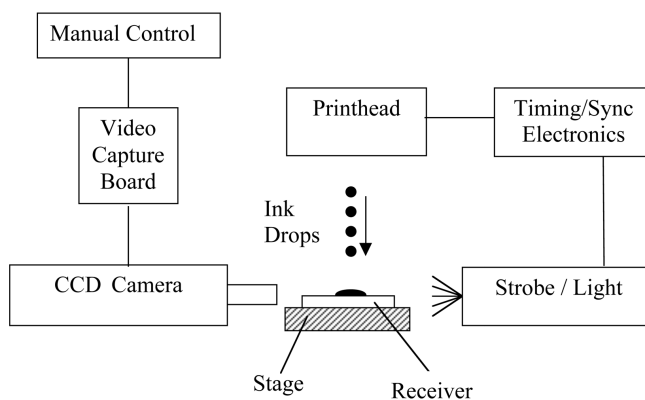 Manual Control
Video
Capture
Board
CCD Camera
Printhead
Timing/Sync
Electronics
Ink
Drops
Strobe / Light
Stage
Receiver